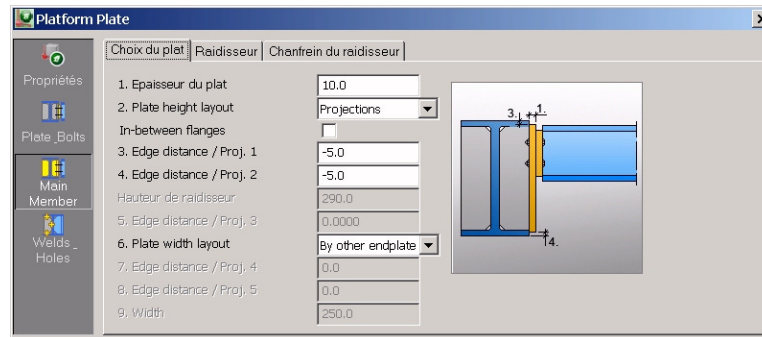 Platform Plate
Propriétés
Plate_Bolts
Main
Member
Welds_
Holes
Choix du plat Raidisseur Chanfrein du raidisseur
1. Epaisseur du plat 10.0
2. Plate height layout Projections
In-between flanges
3. Edge distance / Proj. 1 -5.0
4. Edge distance / Proj. 2 -5.0
Hauteur de raidisseur 290.0
5. Edge distance / Proj. 3 0.0000
6. Plate width layout By other endplate
7. Edge distance / Proj. 4 0.0
8. Edge distance / Proj. 5 0.0
9. Width 250.0
3. 1.
4.